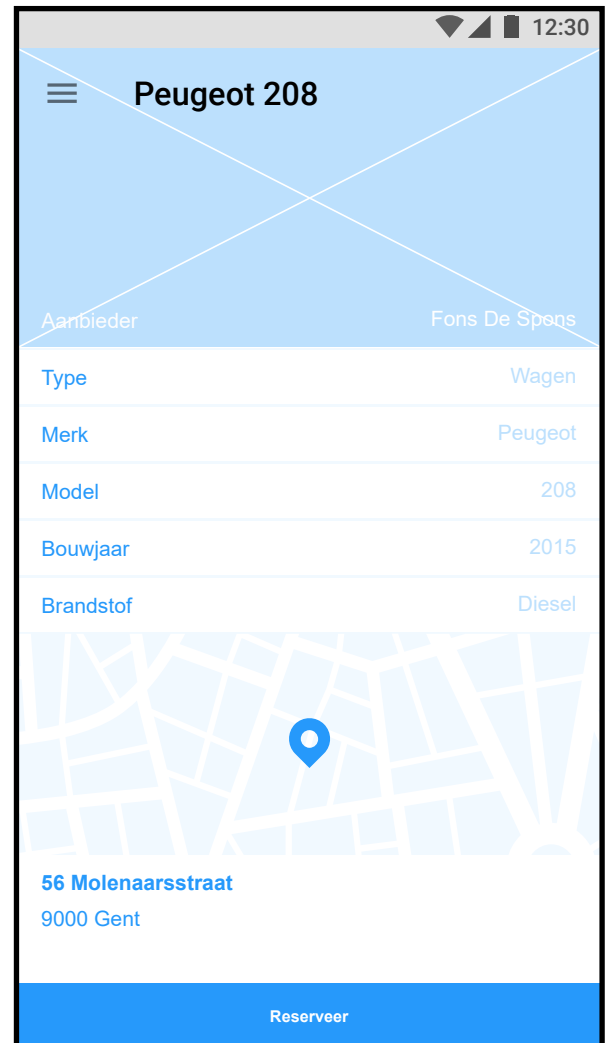 12:30
Peugeot 208
Aanbieder Fons De Spons
Type Wagen
Merk Peugeot
Model 208
Bouwjaar 2015
Brandstof Diesel
56 Molenaarsstraat
9000 Gent
Reserveer